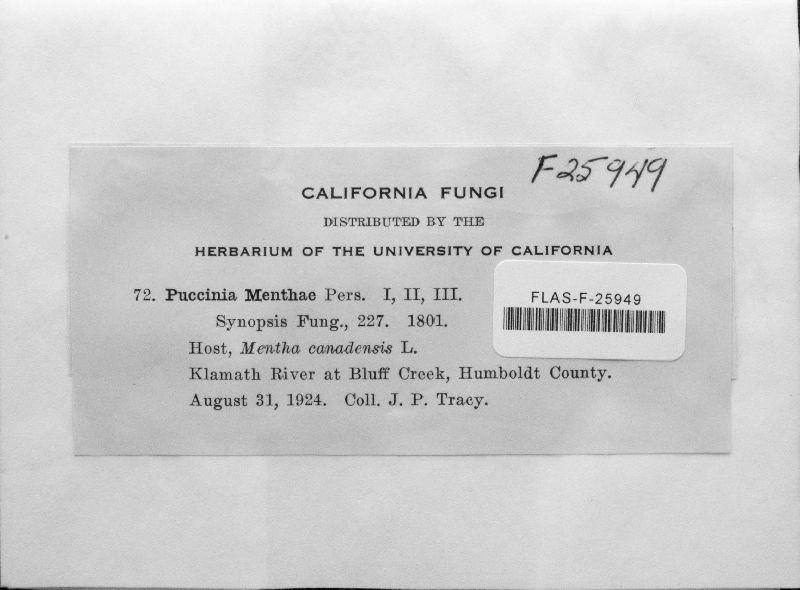 F25949
CALIFORNIA FUNGI
DISTRIBUTED BY THE
HERBARIUM OF THE UNIVERSITY OF CALIFORNIA
72. Puccinia Menthae Pers. I, II, III.
FLAS-F-25949
Synopsis Fung., 227. 1801.
Host, Mentha canadensis L.
Klamath River at Bluff Creek, Humboldt County.
August 31, 1924. Coll. J. P. Tracy.